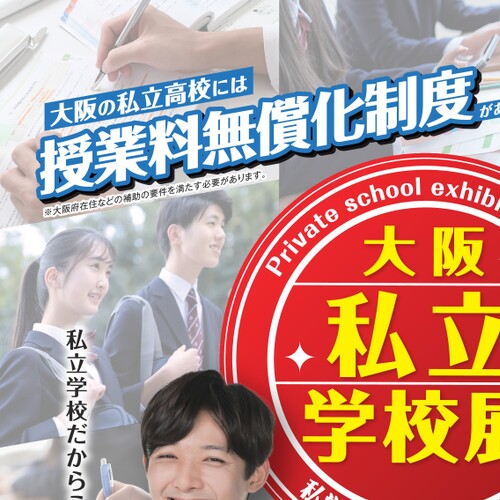 大阪の私立高校には
授業料無償化制度があ
※大阪府在住などの補助の要件を満たす必要があります。
Private school exhibi
大阪
私立
学校展
私立学校だから